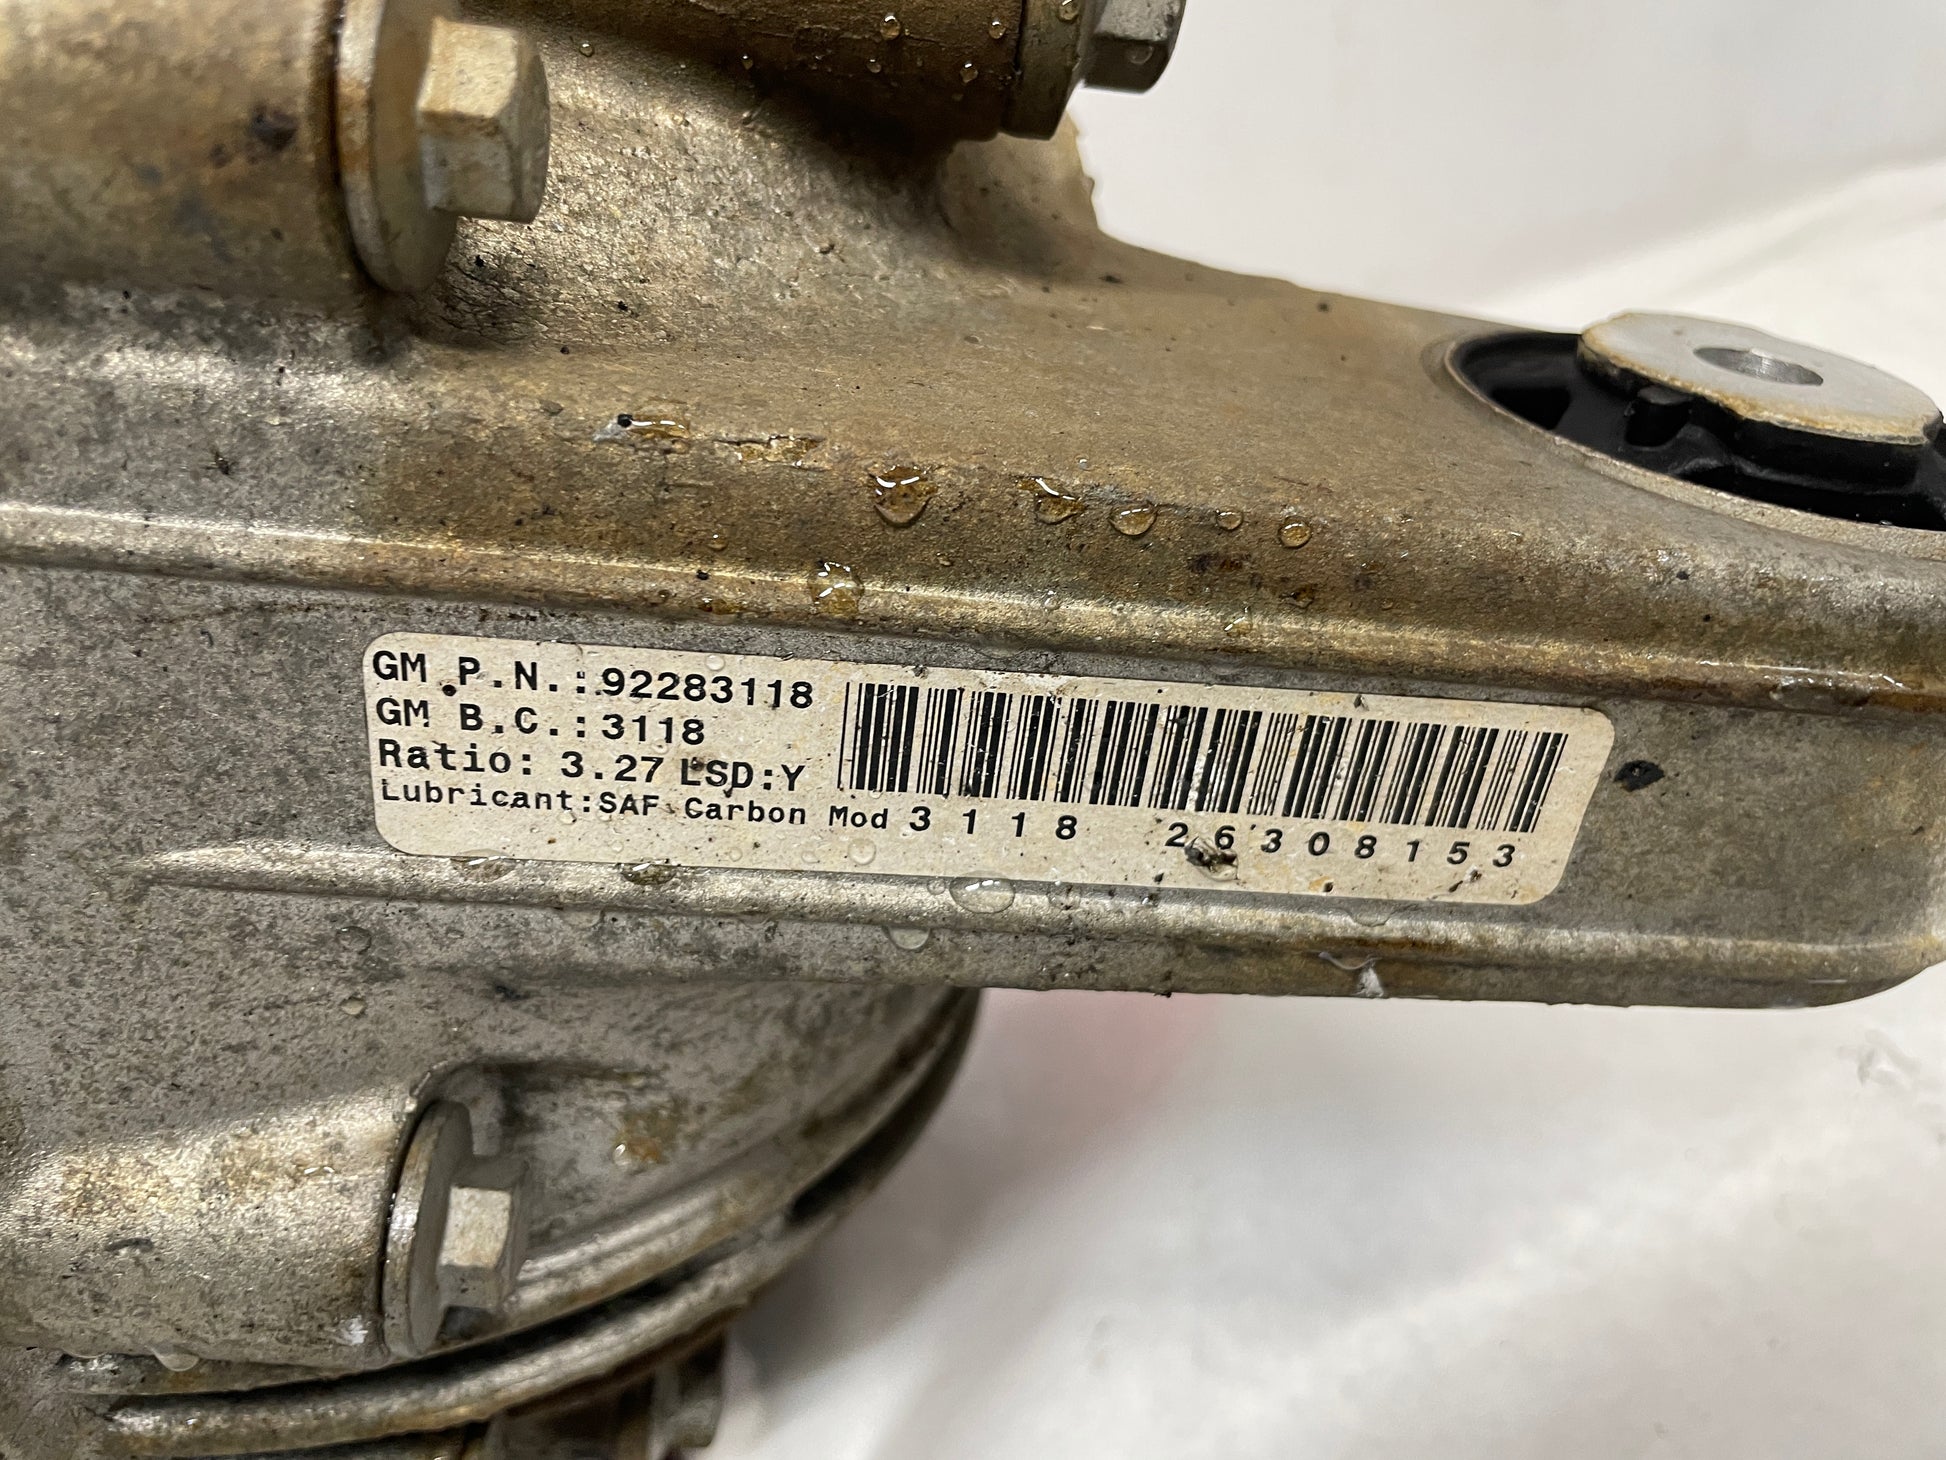 GM P.N.:92283118
GM B.C.:3118
Ratio: 3.27 LSD:Y
Lubricant:SAF Carbon Mod
3118 26308153